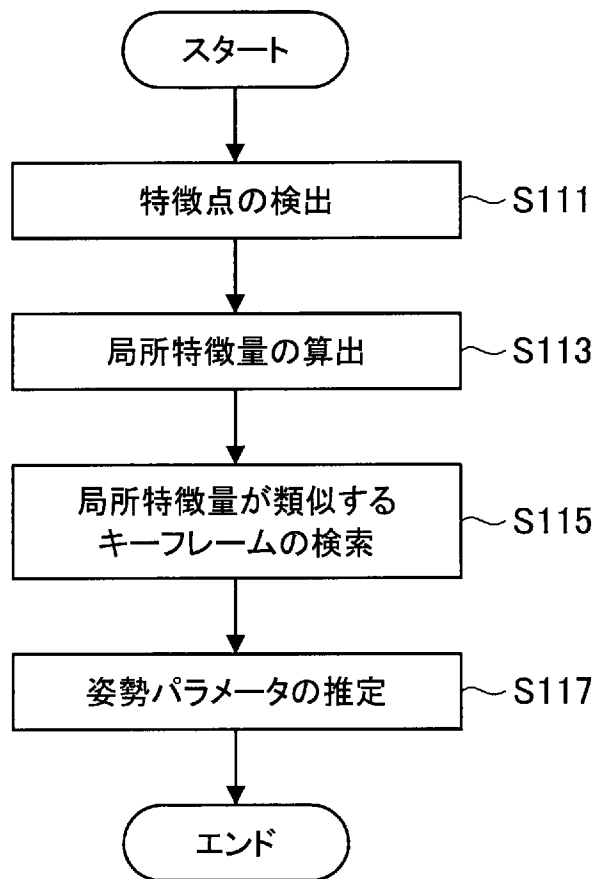 スタート
特徴点の検出
S111
局所特徴量の算出
S113
局所特徴量が類似する
キーフレームの検索
S115
姿勢パラメータの推定
S117
エンド